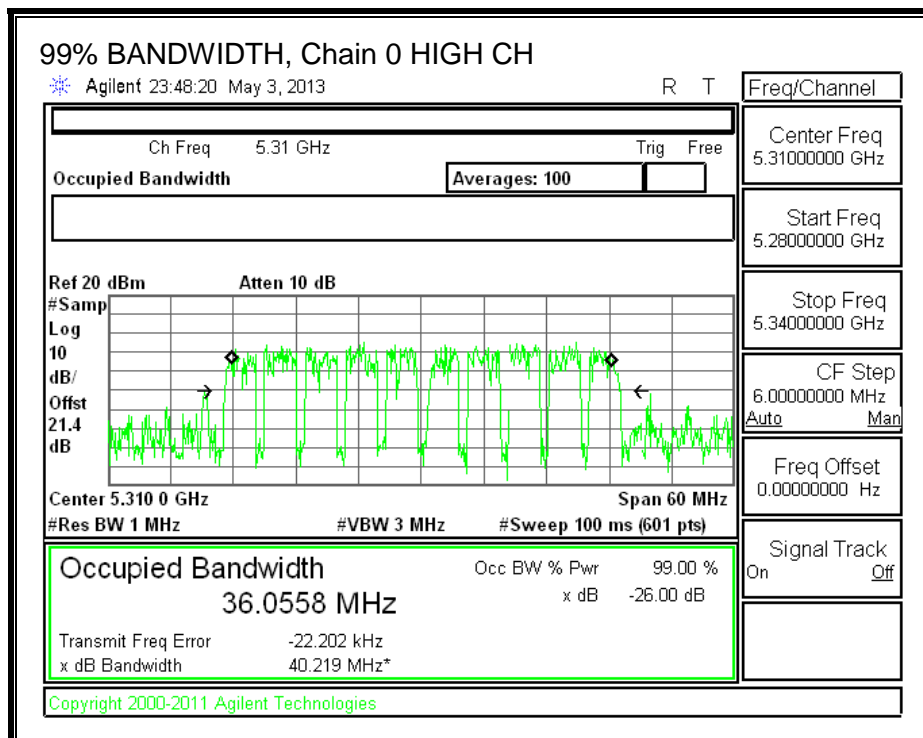 99% BANDWIDTH, Chain 0 HIGH CH
Agilent 23:48:20 May 3, 2013 R T
Ch Freq 5.31 GHz Trig Free
Occupied Bandwidth Averages: 100
Ref 20 dBm Atten 10 dB
#Samp
Log
10
dB/
Offst
21.4
dB
Center 5.310 0 GHz Span 60 MHz
#Res BW 1 MHz #VBW 3 MHz #Sweep 100 ms (601 pts)
Occupied Bandwidth Occ BW % Pwr 99.00 %
36.0558 MHz x dB -26.00 dB
Transmit Freq Error -22.202 kHz
x dB Bandwidth 40.219 MHz*
Copyright 2000-2011 Agilent Technologies
Freq/Channel
Center Freq
5.31000000 GHz
Start Freq
5.28000000 GHz
Stop Freq
5.34000000 GHz
CF Step
6.00000000 MHz
Auto Man
Freq Offset
0.00000000 Hz
Signal Track
On Off